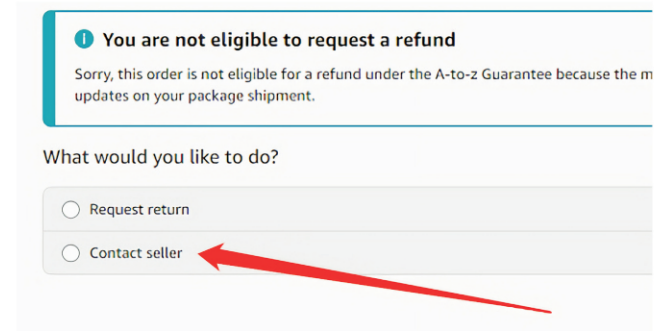 You are not eligible to request a refund
Sorry, this order is not eligible for a refund under the A-to-z Guarantee because the
updates on your package shipment.
What would you like to do?
Request return
Contact seller